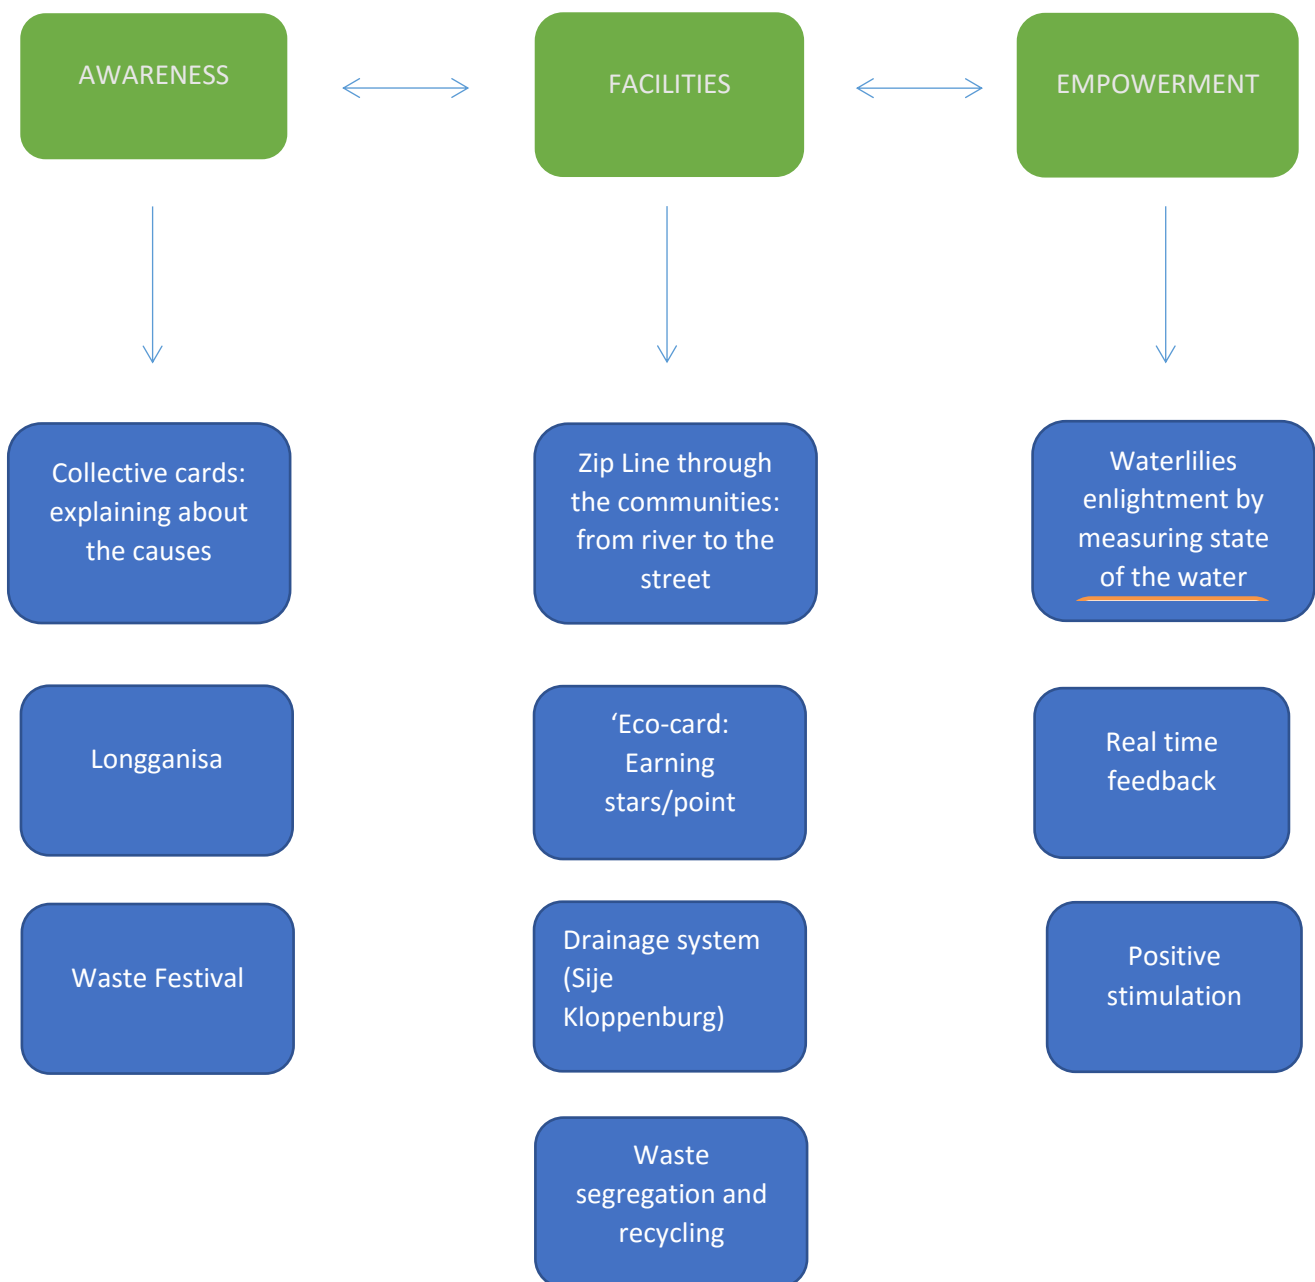 AWARENESS
FACILITIES
EMPOWERMENT
Collective cards:
explaining about
the causes
Zip Line through
the communities:
from river to the
street
Waterlilies
enlightment by
measuring state
of the water
Longganisa
‘Eco-card:
Earning
stars/point
Real time
feedback
Waste Festival
Drainage system
(Sije
Kloppenburg)
Positive
stimulation
Waste
segregation and
recycling